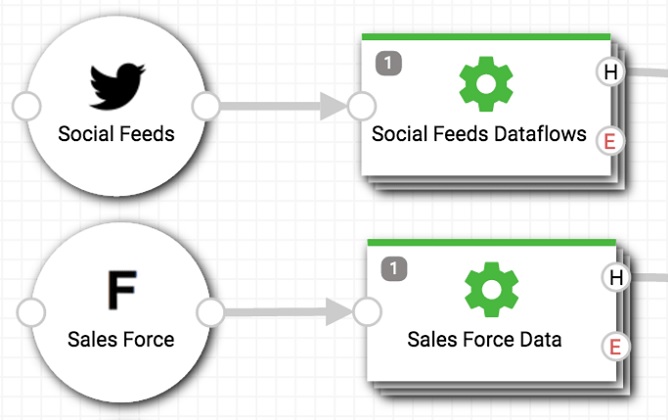 Social Feeds
1
H
Social Feeds Dataflows
E
F
Sales Force
1
H
Sales Force Data
E